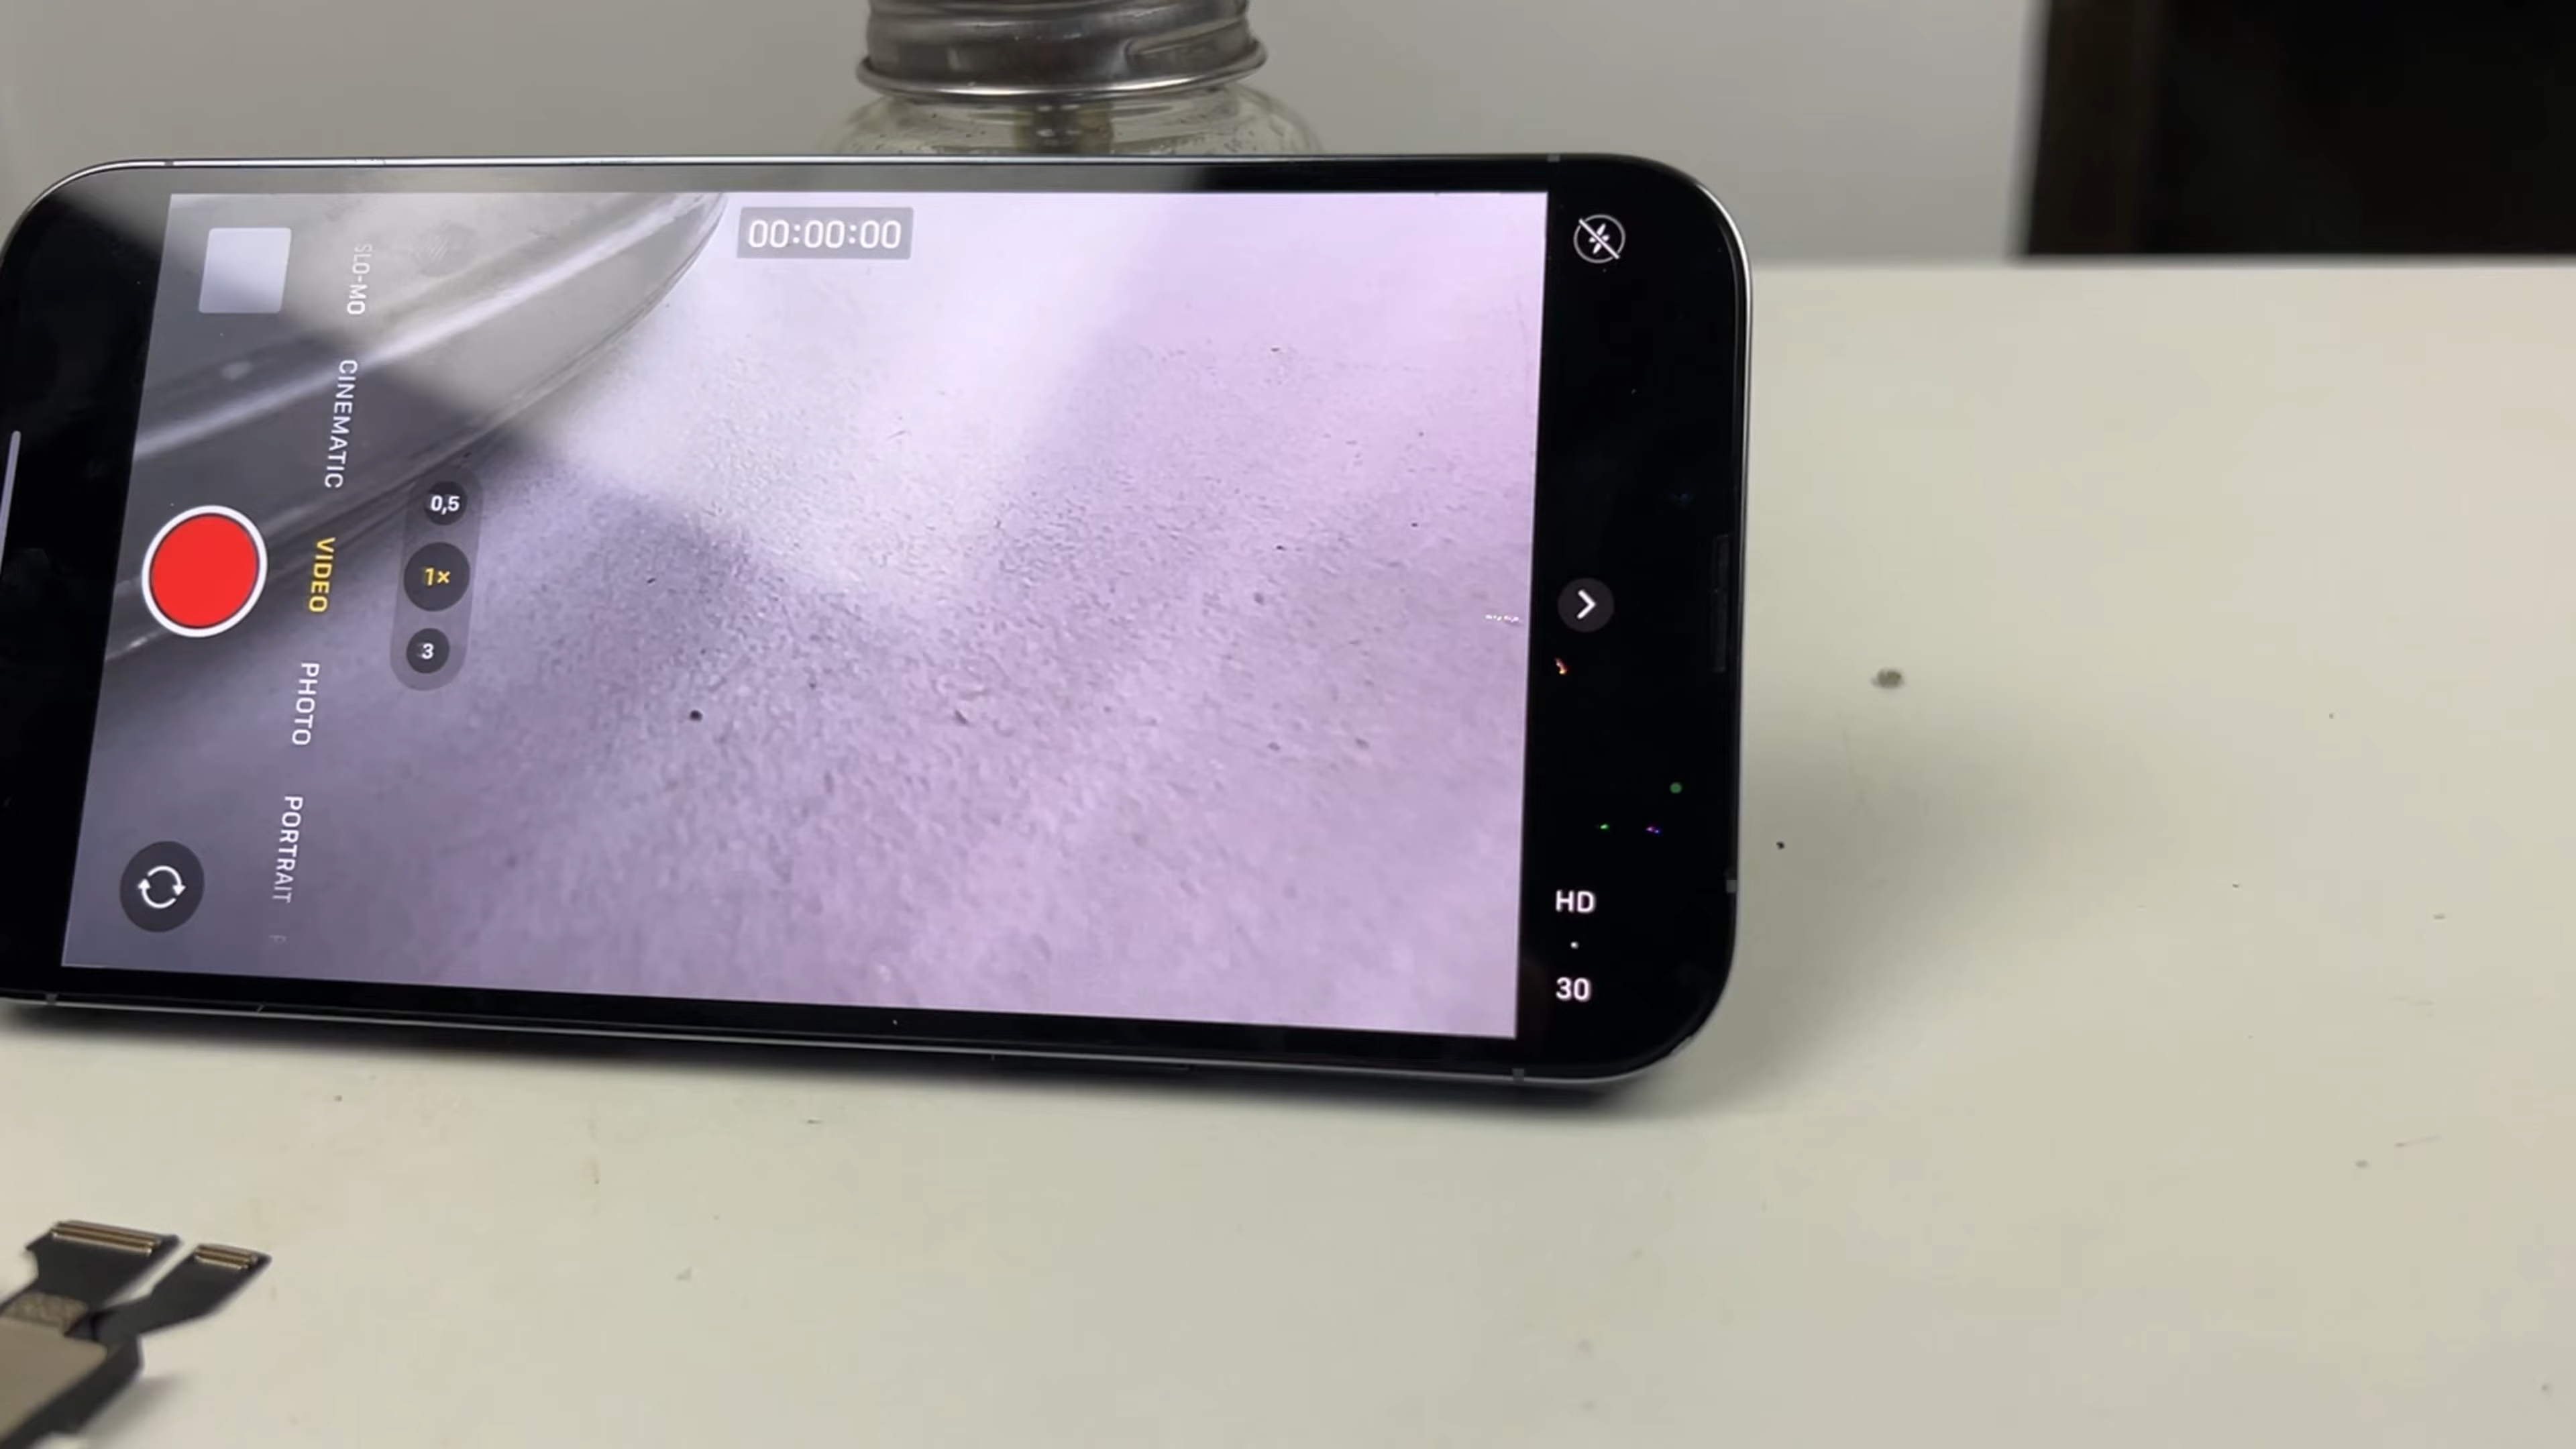 00:00:00
SLO-MO
CINEMATIC
VIDEO
PHOTO
PORTRAIT
0,5
1×
3
HD
30